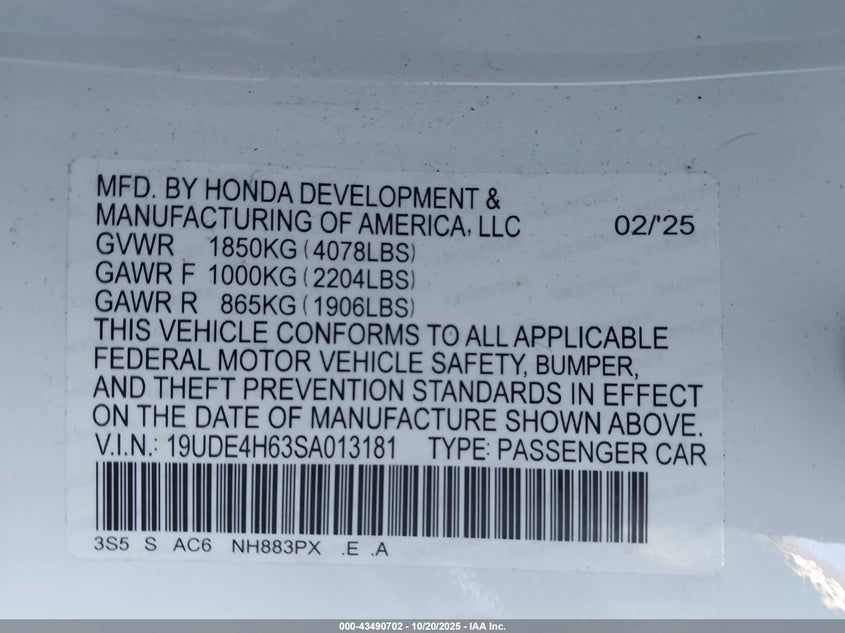 MFD. BY HONDA DEVELOPMENT &
MANUFACTURING OF AMERICA, LLC 02/'25
GVWR 1850KG (4078LBS)
GAWR F 1000KG (2204LBS)
GAWR R 865KG (1906LBS)
THIS VEHICLE CONFORMS TO ALL APPLICABLE
FEDERAL MOTOR VEHICLE SAFETY, BUMPER,
AND THEFT PREVENTION STANDARDS IN EFFECT
ON THE DATE OF MANUFACTURE SHOWN ABOVE.
V.I.N.: 19UDE4H63SA013181 TYPE: PASSENGER CAR
3S5 S AC6 NH883PX .E .A
000-43490702 - 10/20/2025 - IAA Inc.